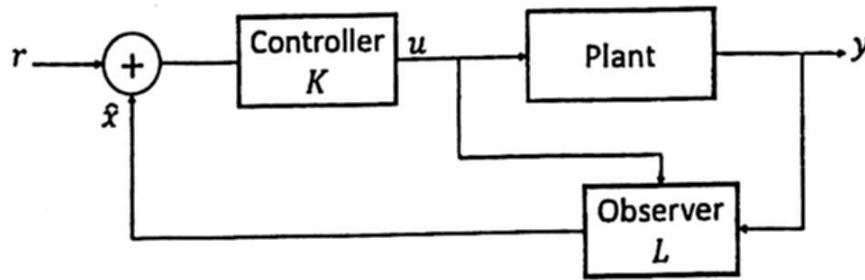 Controller
K
u
Plant
y
r
+
x̂
Observer
L